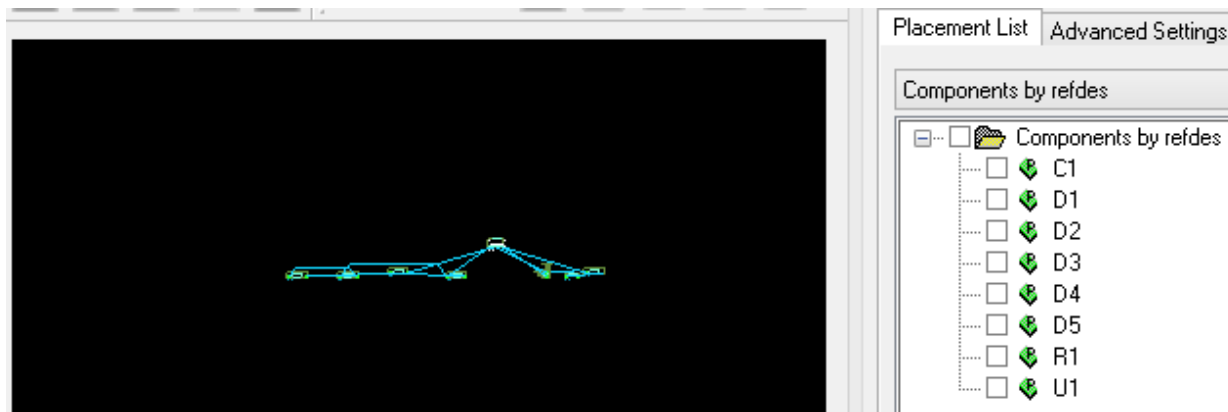 Placement List Advanced Settings
Components by refdes
Components by refdes
C1
D1
D2
D3
D4
D5
R1
U1